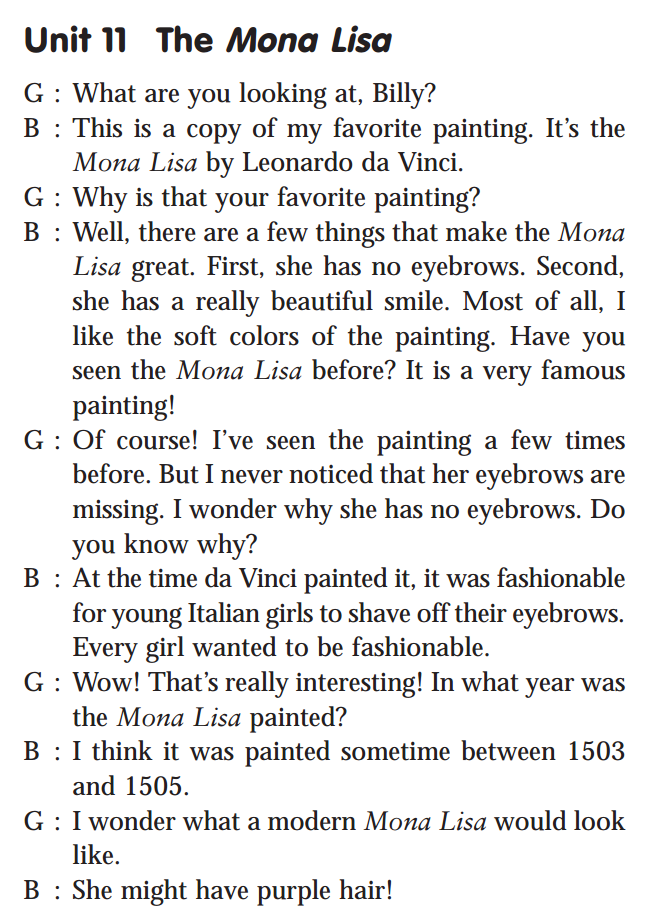 Unit 11 The Mona Lisa
G : What are you looking at, Billy?
B : This is a copy of my favorite painting. It's the
Mona Lisa by Leonardo da Vinci.
G : Why is that your favorite painting?
B : Well, there are a few things that make the Mona
Lisa great. First, she has no eyebrows. Second,
she has a really beautiful smile. Most of all, I
like the soft colors of the painting. Have you
seen the Mona Lisa before? It is a very famous
painting!
G : Of course! I've seen the painting a few times
before. But I never noticed that her eyebrows are
missing. I wonder why she has no eyebrows. Do
you know why?
B : At the time da Vinci painted it, it was fashionable
for young Italian girls to shave off their eyebrows.
Every girl wanted to be fashionable.
G : Wow! That's really interesting! In what year was
the Mona Lisa painted?
B : I think it was painted sometime between 1503
and 1505.
G : I wonder what a modern Mona Lisa would look
like.
B : She might have purple hair!